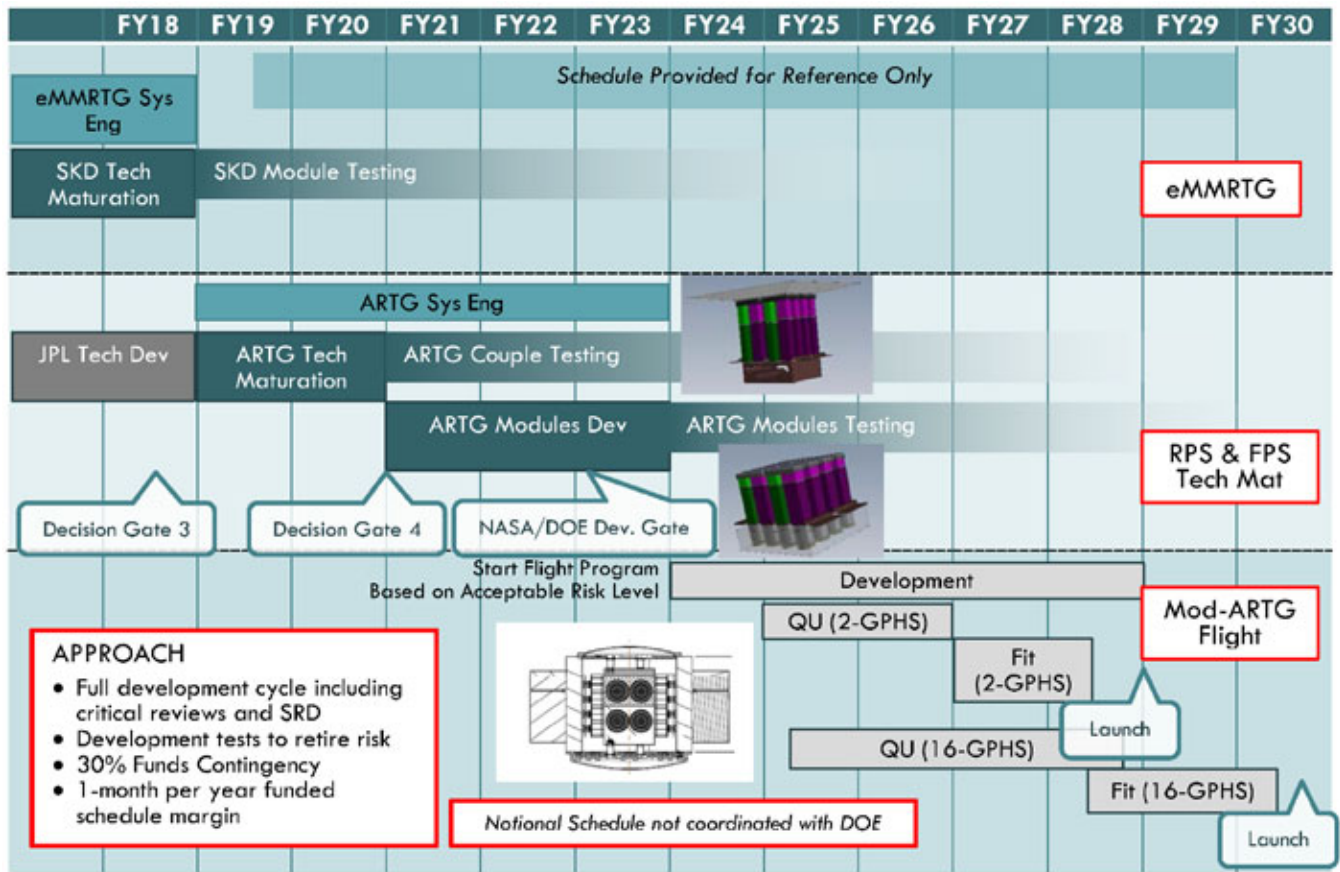 FY18 FY19 FY20 FY21 FY22 FY23 FY24 FY25 FY26 FY27 FY28 FY29 FY30
Schedule Provided for Reference Only
eMMRTG Sys
Eng
SKD Tech
Maturation
SKD Module Testing
eMMRTG
ARTG Sys Eng
JPL Tech Dev
ARTG Tech
Maturation
ARTG Couple Testing
ARTG Modules Dev
ARTG Modules Testing
RPS & FPS
Tech Mat
Decision Gate 3
Decision Gate 4
NASA/DOE Dev. Gate
Start Flight Program
Based on Acceptable Risk Level
Development
QU (2-GPHS)
Mod-ARTG
Flight
Fit
(2-GPHS)
Launch
QU (16-GPHS)
Fit (16-GPHS)
Launch
APPROACH
• Full development cycle including
critical reviews and SRD
• Development tests to retire risk
• 30% Funds Contingency
• 1-month per year funded
schedule margin
Notional Schedule not coordinated with DOE